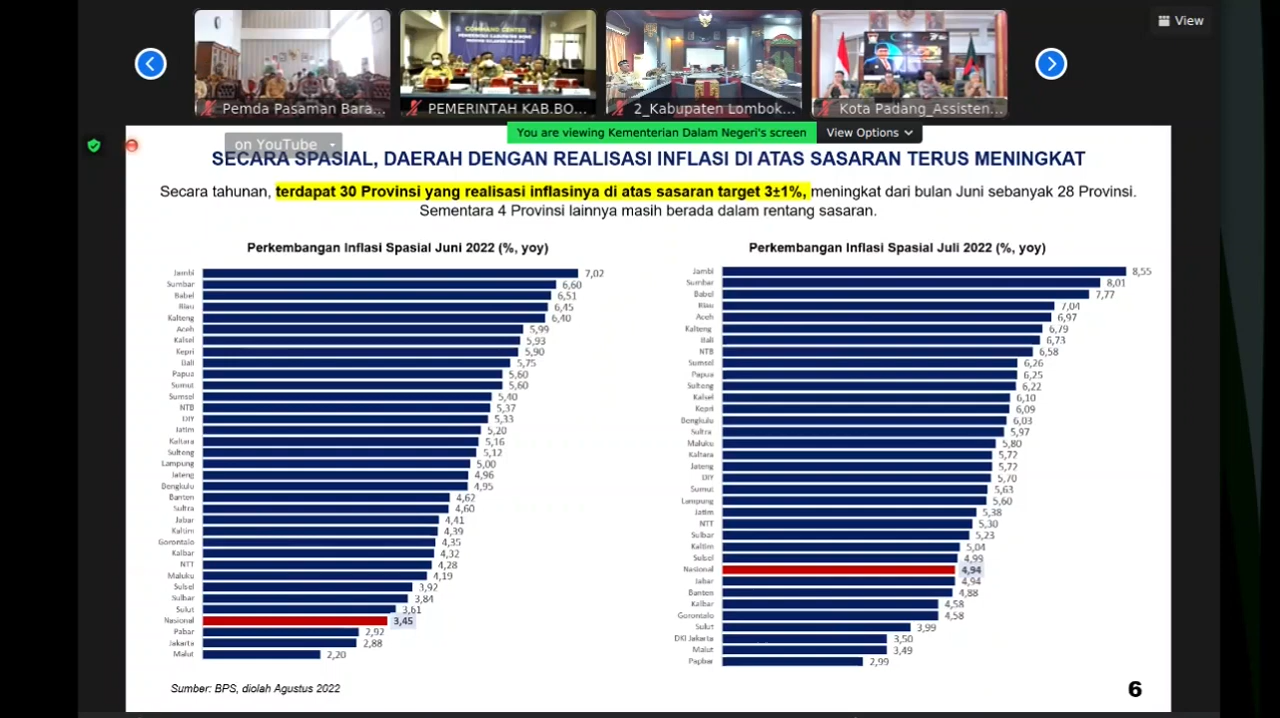 View
COMMAND CENTER
Pemda Pasaman Bara...
PEMERINTAH KAB.BO...
2_Kabupaten Lombok...
Kota Padang_Assisten...
You are viewing Kementerian Dalam Negeri's screen
View Options
on YouTube
SECARA SPASIAL, DAERAH DENGAN REALISASI INFLASI DI ATAS SASARAN TERUS MENINGKAT
Secara tahunan, terdapat 30 Provinsi yang realisasi inflasinya di atas sasaran target 3±1%, meningkat dari bulan Juni sebanyak 28 Provinsi.
Sementara 4 Provinsi lainnya masih berada dalam rentang sasaran.
Perkembangan Inflasi Spasial Juni 2022 (%, yoy)
Jambi 7,02
Sumbar 6,60
Babel 6,51
Riau 6,45
Kalteng 6,40
Aceh 5,99
Kalsel 5,93
Kepri 5,90
Bali 5,75
Papua 5,60
Sumut 5,60
Sumsel 5,40
NTB 5,37
DIY 5,33
Jatim 5,20
Kaltara 5,16
Sulteng 5,12
Lampung 5,00
Jateng 4,96
Bengkulu 4,95
Banten 4,62
Sultra 4,60
Jabar 4,41
Kaltim 4,39
Gorontalo 4,35
Kalbar 4,32
NTT 4,28
Maluku 4,19
Sulsel 3,92
Sulbar 3,84
Sulut 3,61
Nasional 3,45
Pabar 2,92
Jakarta 2,88
Malut 2,20
Perkembangan Inflasi Spasial Juli 2022 (%, yoy)
Jambi 8,55
Sumbar 8,01
Babel 7,77
Riau 7,04
Aceh 6,97
Kalteng 6,79
Bali 6,73
NTB 6,58
Sumsel 6,26
Papua 6,25
Sulteng 6,22
Kalsel 6,10
Kepri 6,09
Bengkulu 6,03
Sultra 5,97
Maluku 5,80
Kaltara 5,72
Jateng 5,72
DIY 5,70
Sumut 5,63
Lampung 5,60
Jatim 5,38
NTT 5,30
Sulbar 5,23
Kaltim 5,04
Sulsel 4,99
Nasional 4,94
Jabar 4,94
Banten 4,88
Kalbar 4,58
Gorontalo 4,58
Sulut 3,99
DKI Jakarta 3,50
Malut 3,49
Papbar 2,99
Sumber: BPS, diolah Agustus 2022
6